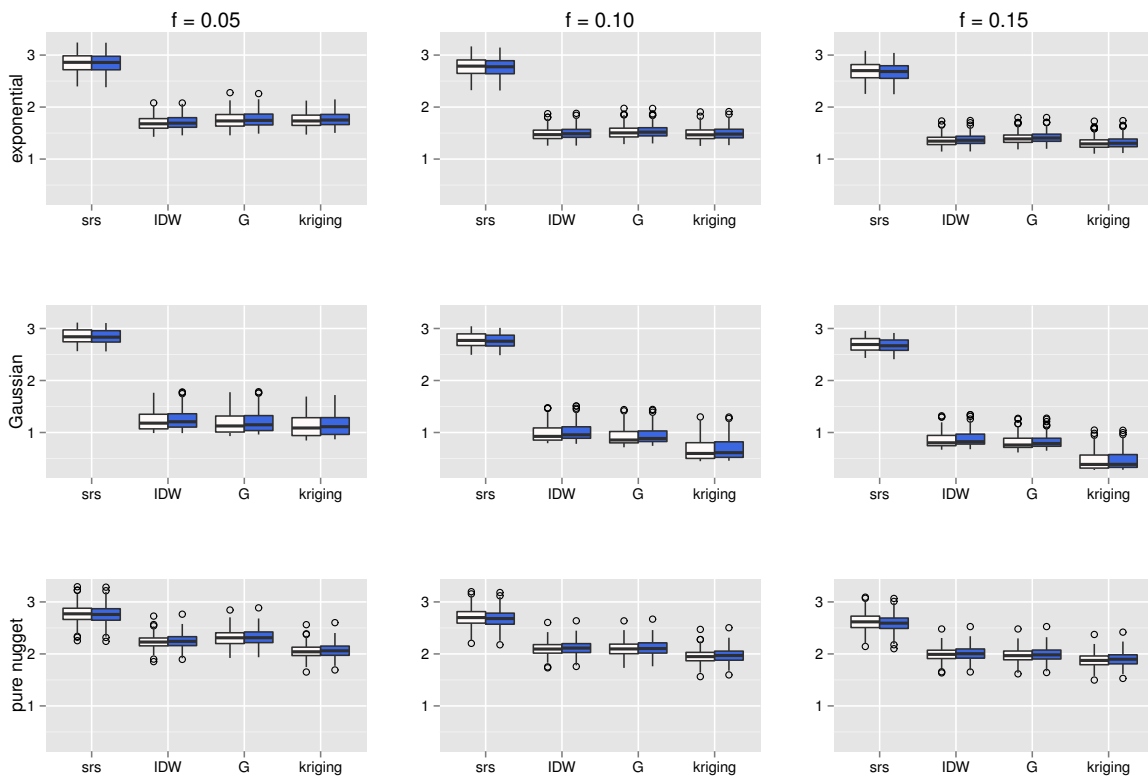 f = 0.05 f = 0.10 f = 0.15
exponential
3 3 3
2 2 2
1 1 1
srs IDW G kriging srs IDW G kriging srs IDW G kriging
Gaussian
3 3 3
2 2 2
1 1 1
srs IDW G kriging srs IDW G kriging srs IDW G kriging
pure nugget
3 3 3
2 2 2
1 1 1
srs IDW G kriging srs IDW G kriging srs IDW G kriging